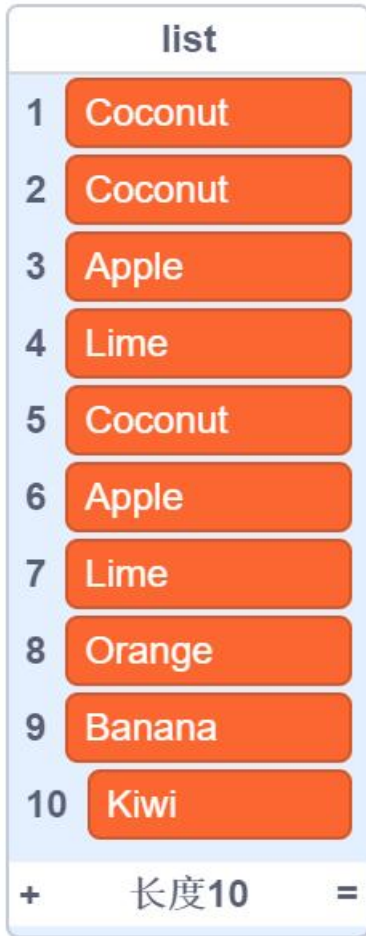 list
1 Coconut
2 Coconut
3 Apple
4 Lime
5 Coconut
6 Apple
7 Lime
8 Orange
9 Banana
10 Kiwi
+ 长度10 =